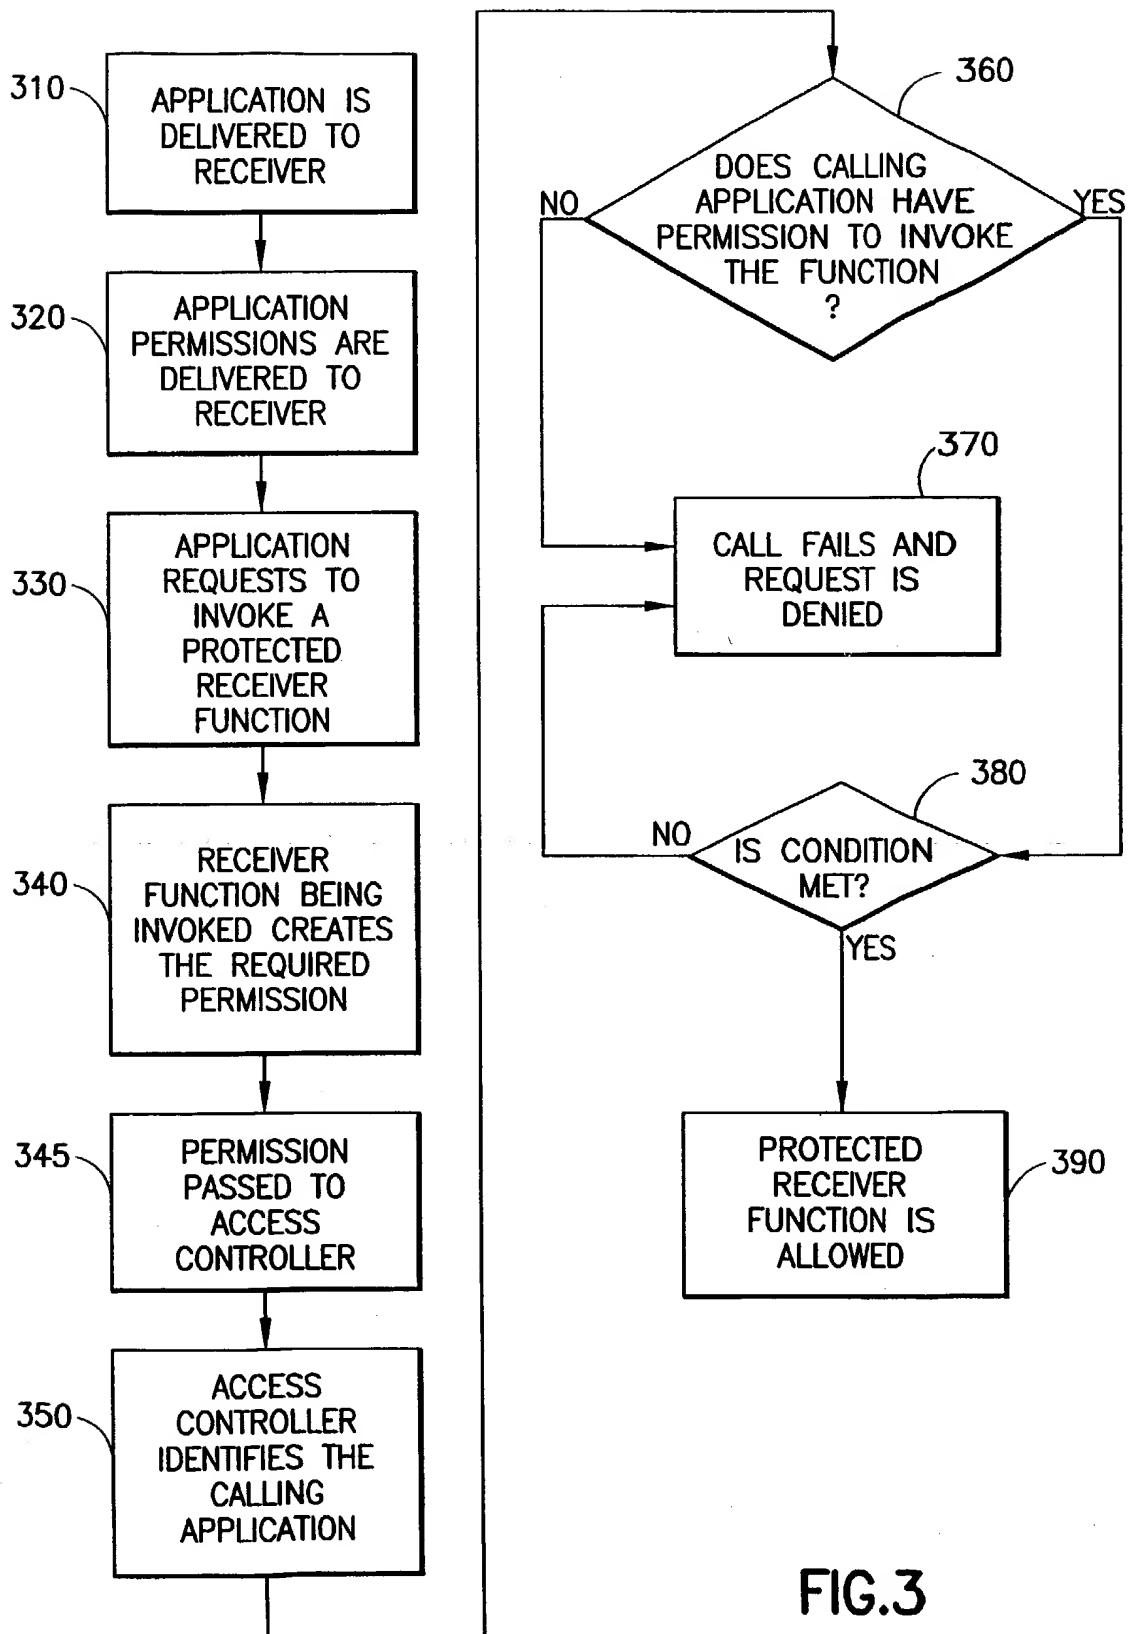 310
APPLICATION IS
DELIVERED TO
RECEIVER
320
APPLICATION
PERMISSIONS ARE
DELIVERED TO
RECEIVER
330
APPLICATION
REQUESTS TO
INVOKE A
PROTECTED
RECEIVER
FUNCTION
340
RECEIVER
FUNCTION BEING
INVOKED CREATES
THE REQUIRED
PERMISSION
345
PERMISSION
PASSED TO
ACCESS
CONTROLLER
350
ACCESS
CONTROLLER
IDENTIFIES THE
CALLING
APPLICATION
360
DOES CALLING
APPLICATION HAVE
PERMISSION TO INVOKE
THE FUNCTION
?
NO
YES
370
CALL FAILS AND
REQUEST IS
DENIED
380
NO
IS CONDITION
MET?
YES
390
PROTECTED
RECEIVER
FUNCTION IS
ALLOWED
FIG.3